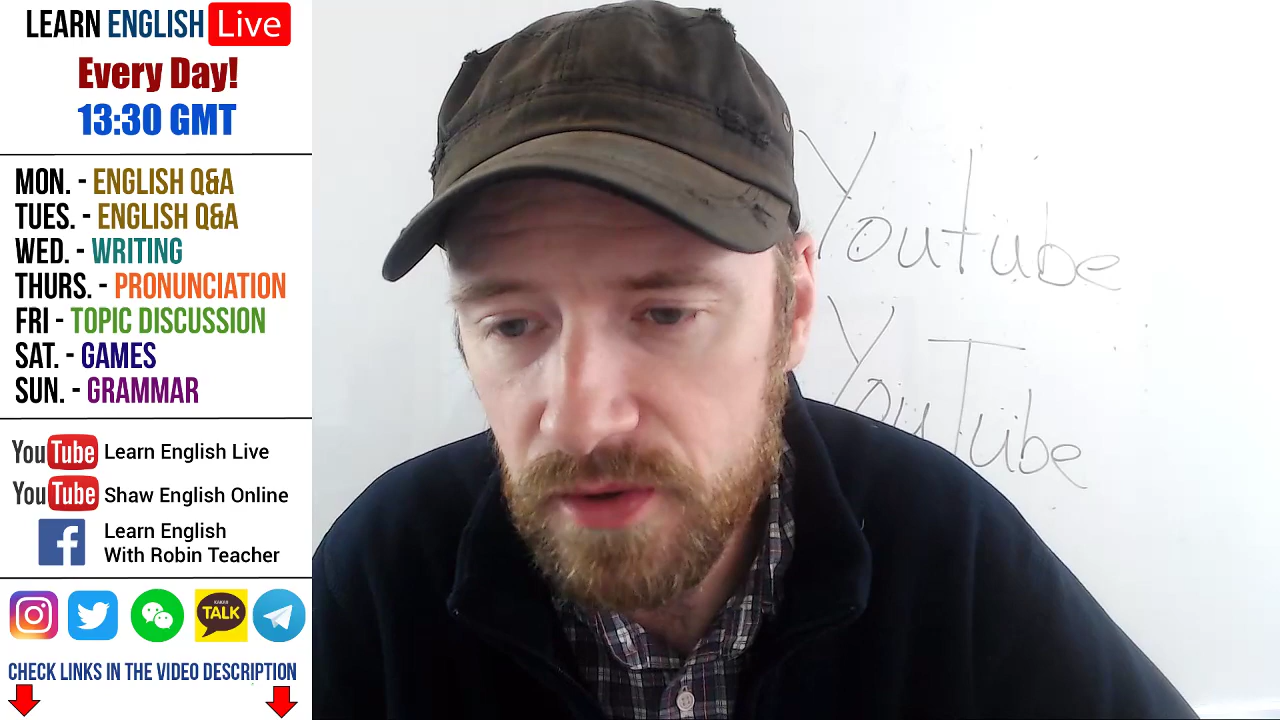 LEARN ENGLISH Live
Every Day!
13:30 GMT
MON. - ENGLISH Q&A
TUES. - ENGLISH Q&A
WED. - WRITING
THURS. - PRONUNCIATION
FRI - TOPIC DISCUSSION
SAT. - GAMES
SUN. - GRAMMAR
YouTube Learn English Live
YouTube Shaw English Online
f Learn English
With Robin Teacher
TALK
CHECK LINKS IN THE VIDEO DESCRIPTION
Youtube
YouTube